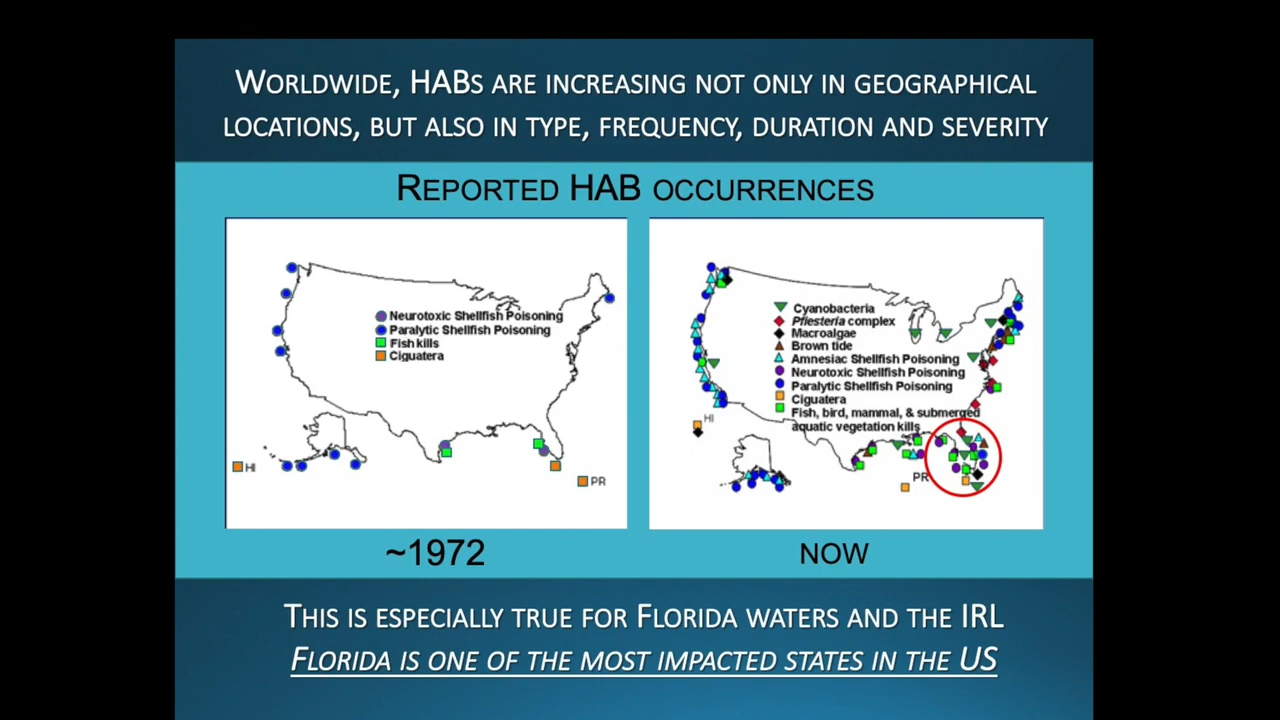 WORLDWIDE, HABS ARE INCREASING NOT ONLY IN GEOGRAPHICAL
LOCATIONS, BUT ALSO IN TYPE, FREQUENCY, DURATION AND SEVERITY
REPORTED HAB OCCURRENCES
Neurotoxic Shellfish Poisoning
Paralytic Shellfish Poisoning
Fish kills
Ciguatera
HI
PR
~1972
Cyanobacteria
Pfiesteria complex
Macroalgae
Brown tide
Amnesiac Shellfish Poisoning
Neurotoxic Shellfish Poisoning
Paralytic Shellfish Poisoning
Ciguatera
Fish, bird, mammal, & submerged
aquatic vegetation kills
HI
PR
NOW
THIS IS ESPECIALLY TRUE FOR FLORIDA WATERS AND THE IRL
FLORIDA IS ONE OF THE MOST IMPACTED STATES IN THE US